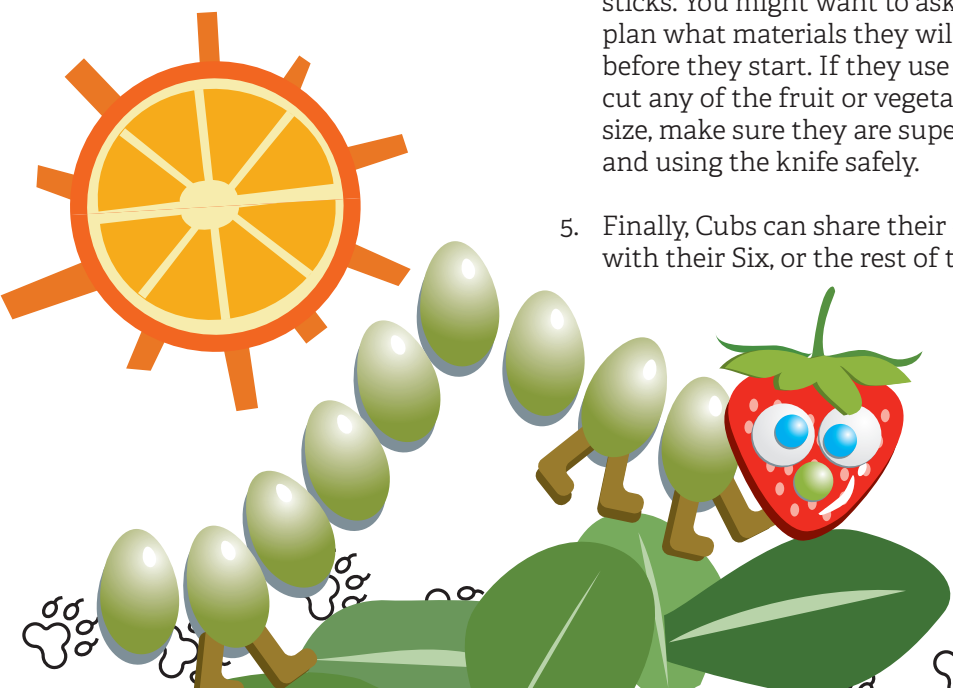 sticks. You might want to ask
plan what materials they wil
before they start. If they use
cut any of the fruit or vegeta
size, make sure they are supe
and using the knife safely.
5. Finally, Cubs can share their
with their Six, or the rest of t